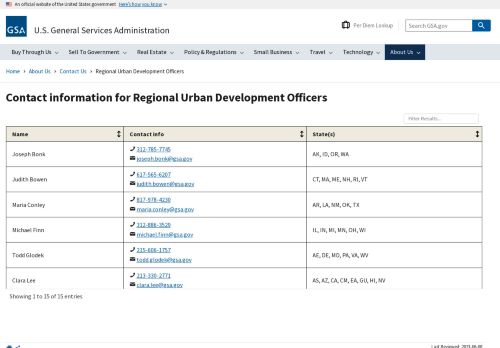 An official website of the United States government Here's how you know
GSA
U.S. General Services Administration
Per Diem Lookup
Search GSA.gov
Buy Through Us Sell To Government Real Estate Policy & Regulations Small Business Travel Technology About Us
Home > About Us > Contact Us > Regional Urban Development Officers
Contact information for Regional Urban Development Officers
Filter Results...
Name Contact info State(s)
Joseph Bonk 312-785-7745 AK, ID, OR, WA
joseph.bonk@gsa.gov
Judith Bowen 617-565-6207 CT, MA, ME, NH, RI, VT
judith.bowen@gsa.gov
Maria Conley 817-978-4230 AR, LA, NM, OK, TX
maria.conley@gsa.gov
Michael Finn 312-886-3529 IL, IN, MI, MN, OH, WI
michael.finn@gsa.gov
Todd Glodek 215-606-1757 AE, DE, MD, PA, VA, WV
todd.glodek@gsa.gov
Clara Lee 213-330-2771 AS, AZ, CA, CM, EA, GU, HI, NV
clara.lee@gsa.gov
Showing 1 to 15 of 15 entries
Last Reviewed: